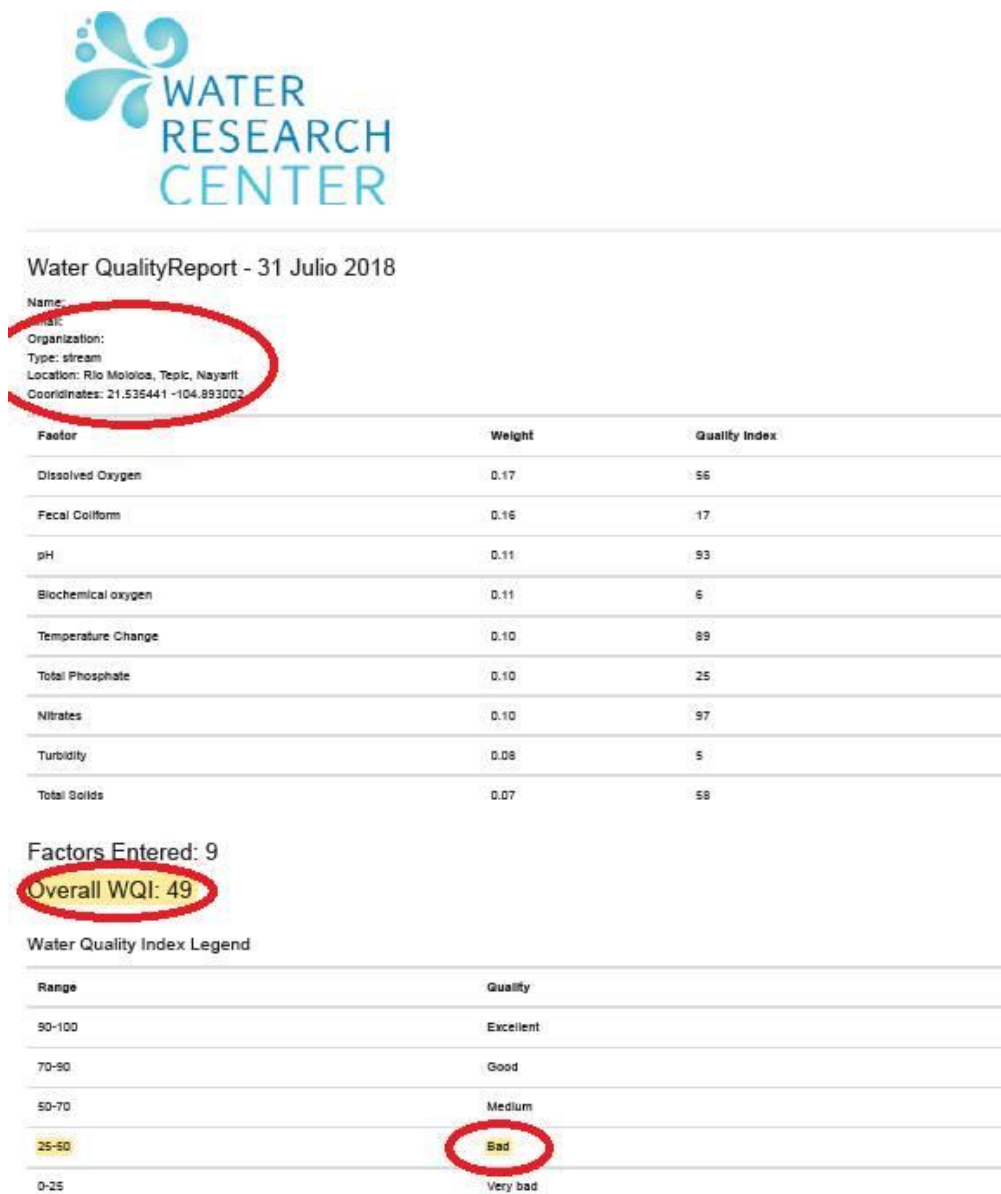 WATER
RESEARCH
CENTER
Water QualityReport - 31 Julio 2018
Name:
Organization:
Type: stream
Location: Rio Mololoa, Tepic, Nayarit
Cooridinates: 21.535441 -104.893002
Factor Weight Quality Index
Dissolved Oxygen 0.17 56
Fecal Coliform 0.16 17
pH 0.11 93
Biochemical oxygen 0.11 6
Temperature Change 0.10 89
Total Phosphate 0.10 25
Nitrates 0.10 97
Turbidity 0.08 5
Total Solids 0.07 58
Factors Entered: 9
Overall WQI: 49
Water Quality Index Legend
Range Quality
90-100 Excellent
70-90 Good
50-70 Medium
25-50 Bad
0-25 Very bad